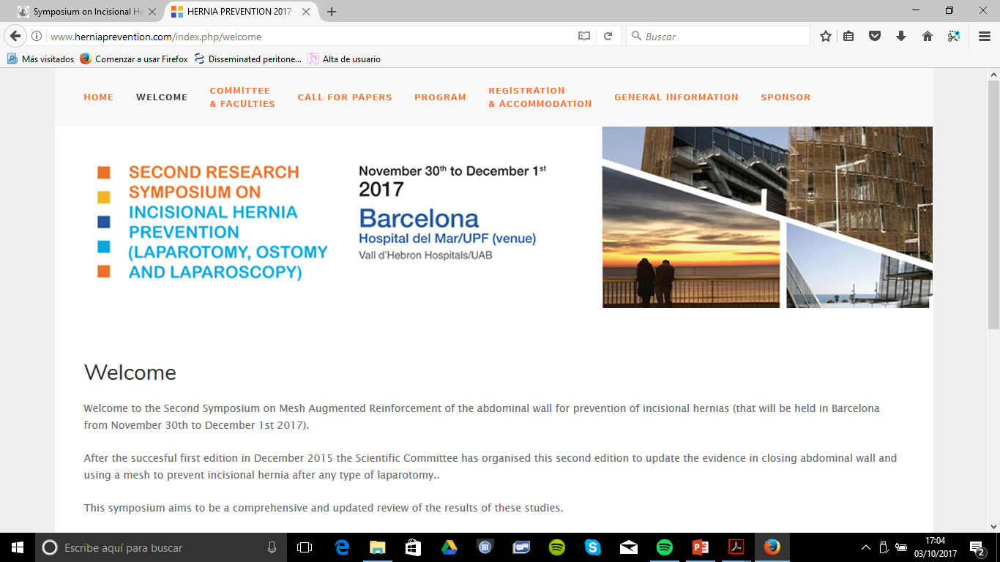 Symposium on Incisional He
HERNIA PREVENTION 2017 -
www.herniaprevention.com/index.php/welcome
Buscar
Más visitados
Comenzar a usar Firefox
Disseminated peritone...
Alta de usuario
HOME
WELCOME
COMMITTEE
& FACULTIES
CALL FOR PAPERS
PROGRAM
REGISTRATION
& ACCOMMODATION
GENERAL INFORMATION
SPONSOR
SECOND RESEARCH
SYMPOSIUM ON
INCISIONAL HERNIA
PREVENTION
(LAPAROTOMY, OSTOMY
AND LAPAROSCOPY)
November 30th to December 1st
2017
Barcelona
Hospital del Mar/UPF (venue)
Vall d'Hebron Hospitals/UAB
Welcome
Welcome to the Second Symposium on Mesh Augmented Reinforcement of the abdominal wall for prevention of incisional hernias (that will be held in Barcelona
from November 30th to December 1st 2017).
After the succesful first edition in December 2015 the Scientific Committee has organised this second edition to update the evidence in closing abdominal wall and
using a mesh to prevent incisional hernia after any type of laparotomy..
This symposium aims to be a comprehensive and updated review of the results of these studies.
Escribe aquí para buscar
17:04
03/10/2017
2